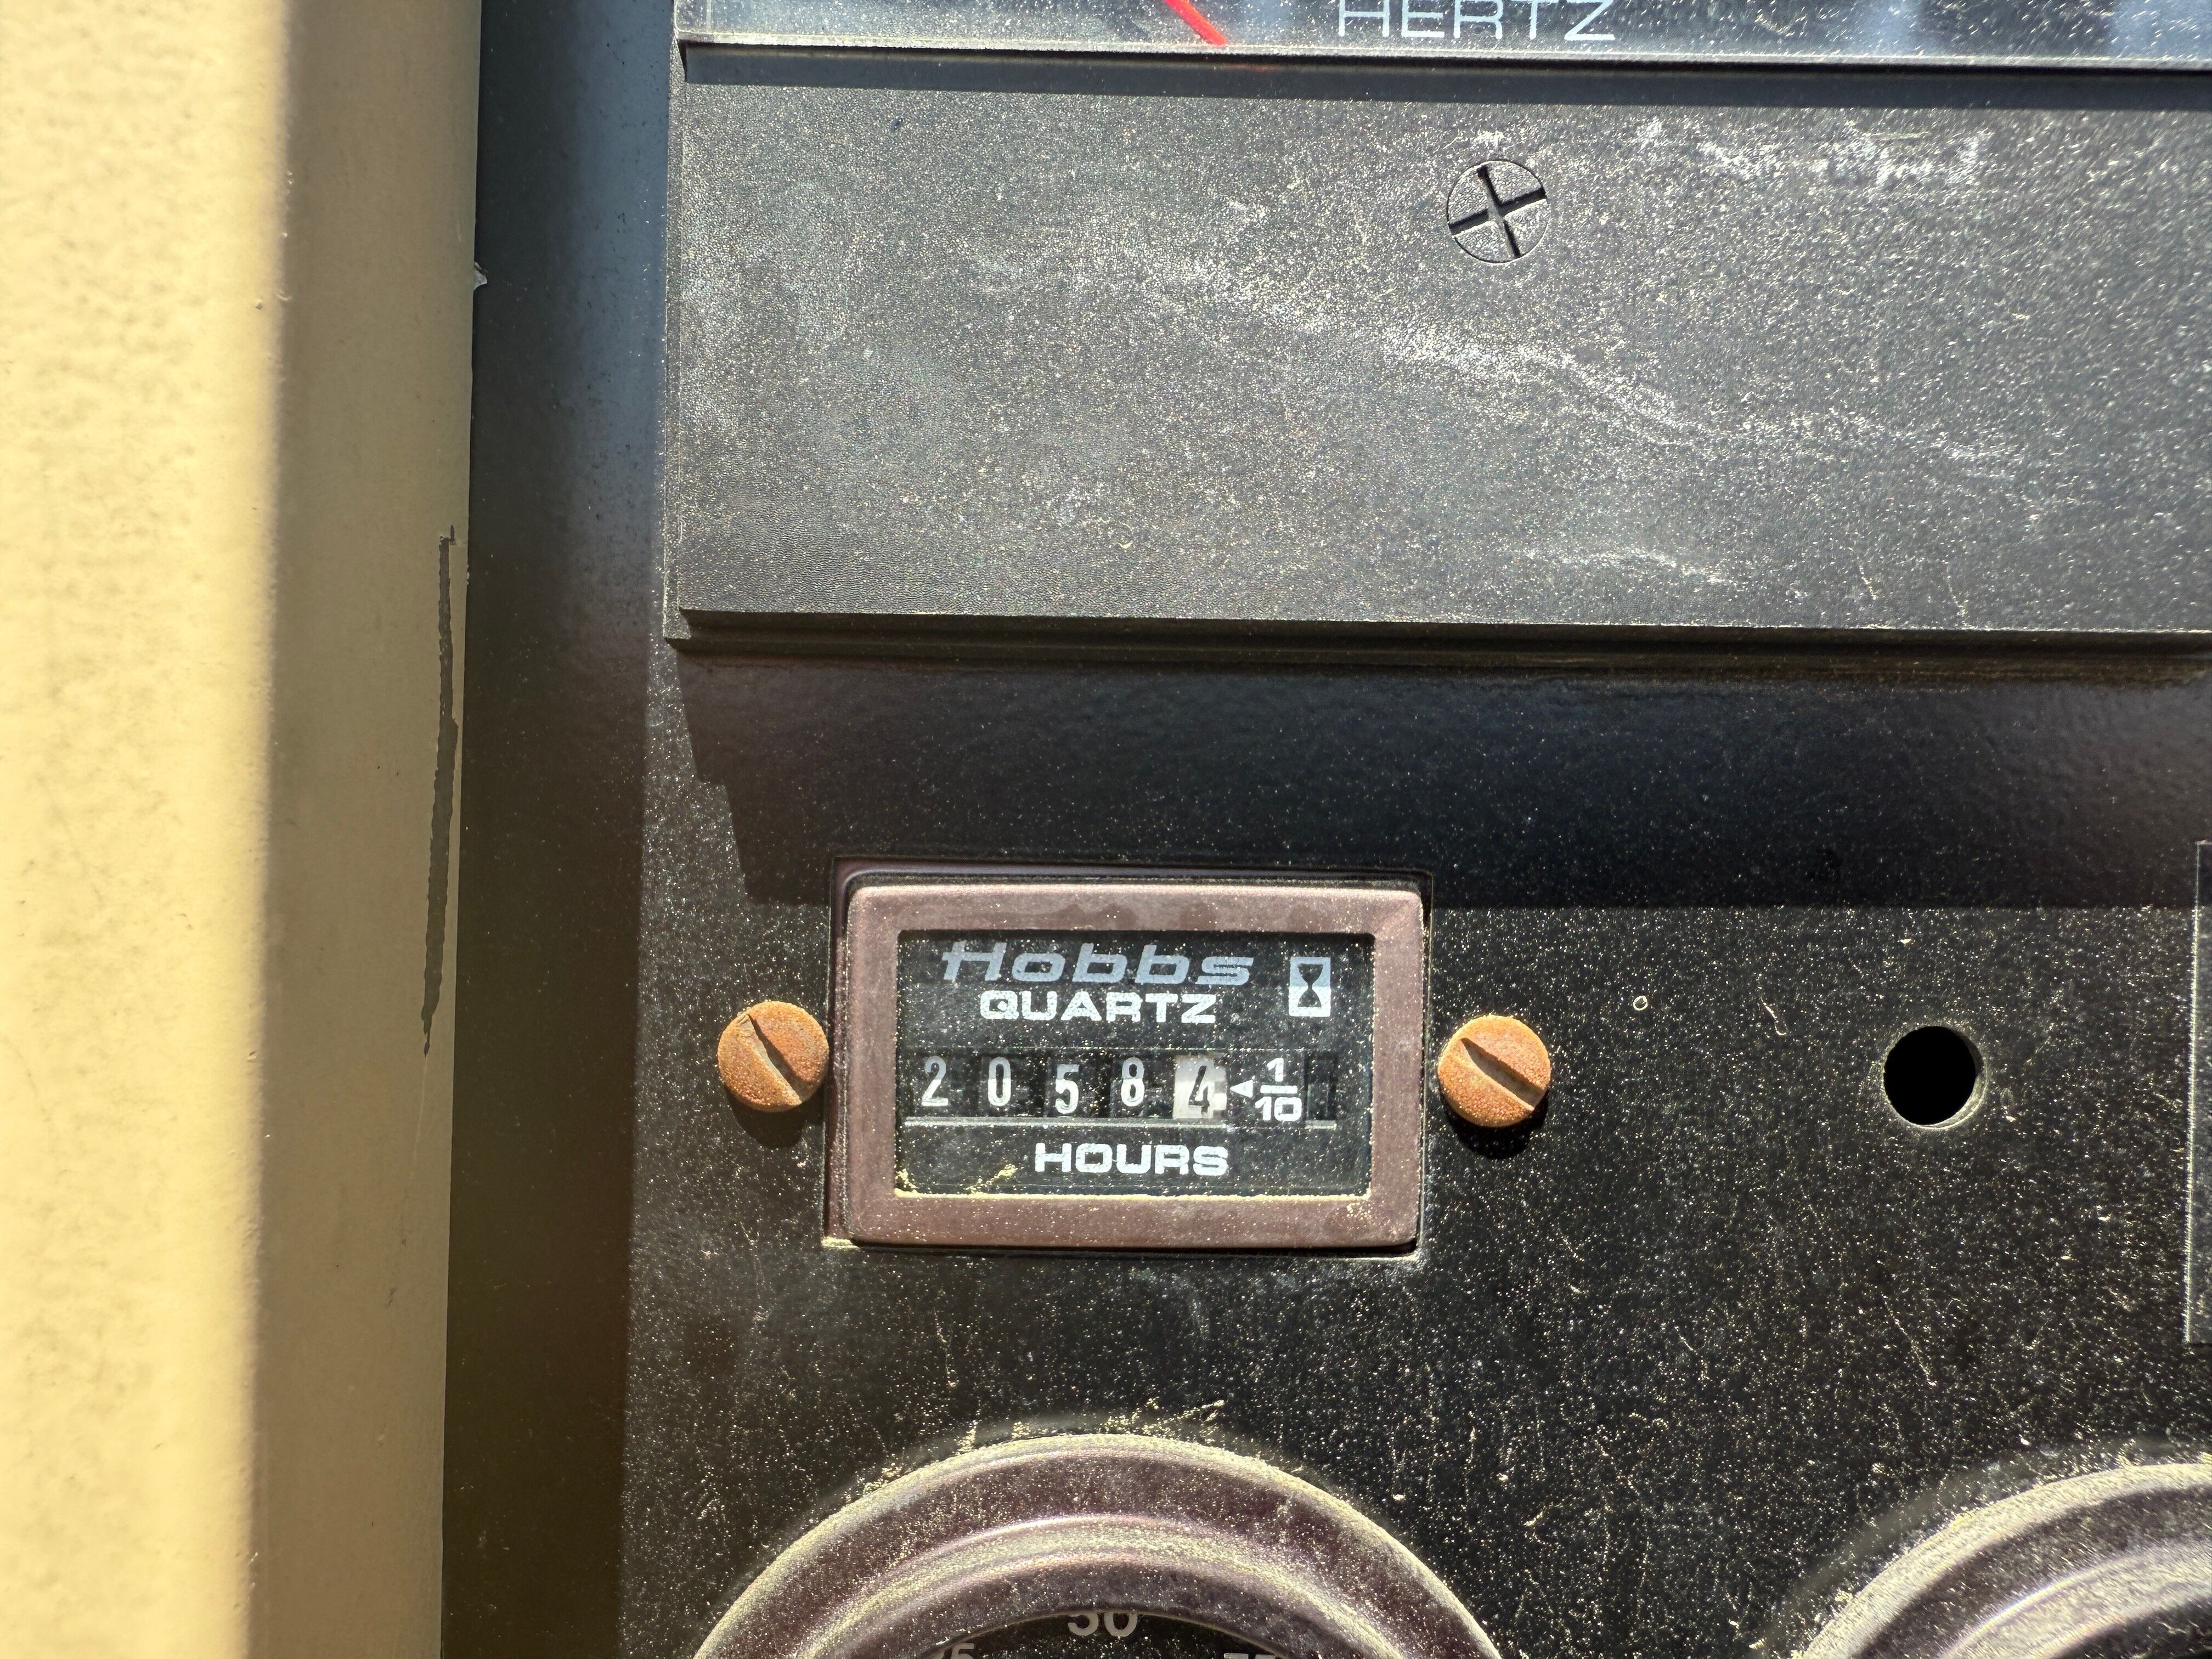 HERTZ
Hobbs
QUARTZ
2 0 5 8 4 ◄ 1/10
HOURS
50